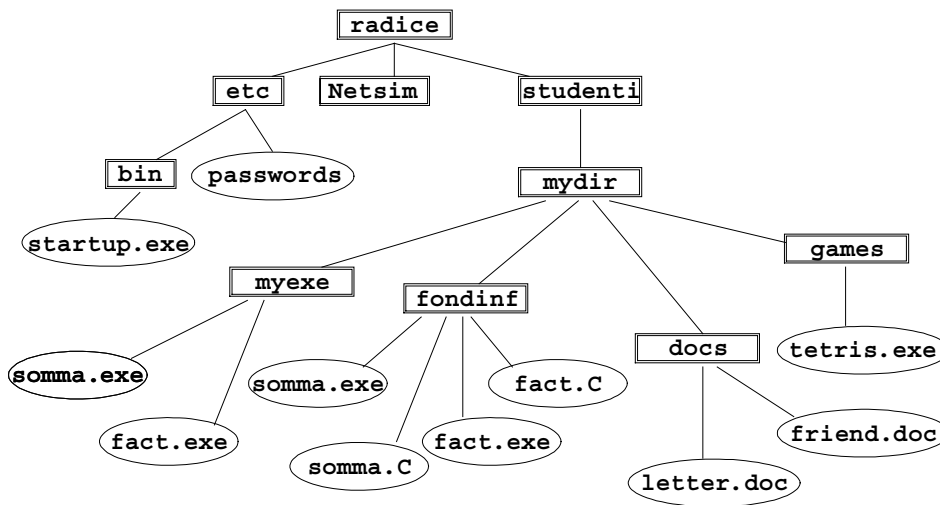 radice
etc
Netsim
studenti
bin
passwords
mydir
startup.exe
games
myexe
fondinf
docs
tetris.exe
somma.exe
somma.exe
fact.C
fact.exe
fact.exe
friend.doc
somma.C
letter.doc